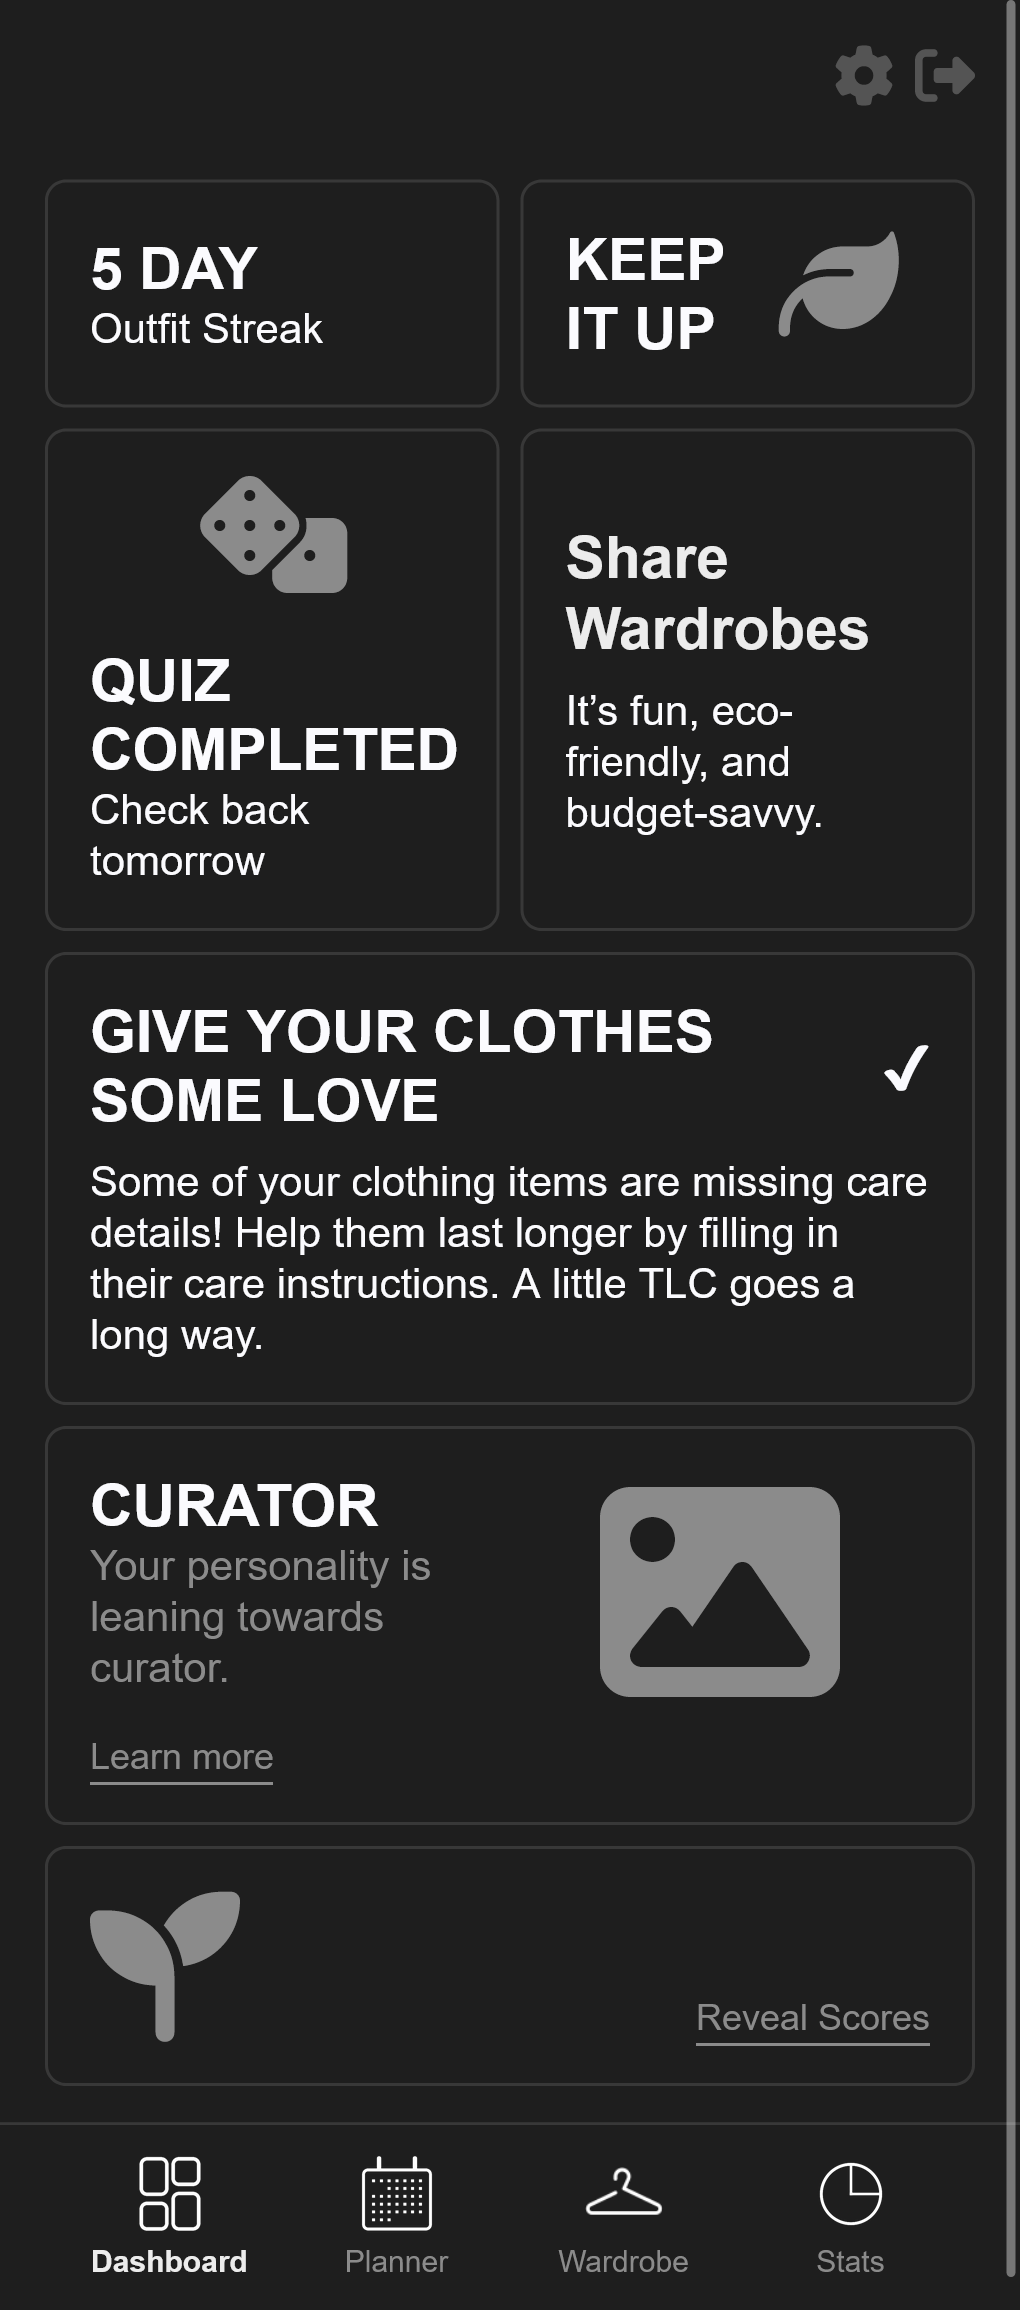 5 DAY
Outfit Streak
KEEP
IT UP
QUIZ
COMPLETED
Check back
tomorrow
Share
Wardrobes
It’s fun, eco-
friendly, and
budget-savvy.
GIVE YOUR CLOTHES
SOME LOVE
Some of your clothing items are missing care
details! Help them last longer by filling in
their care instructions. A little TLC goes a
long way.
CURATOR
Your personality is
leaning towards
curator.
Learn more
Reveal Scores
Dashboard
Planner
Wardrobe
Stats